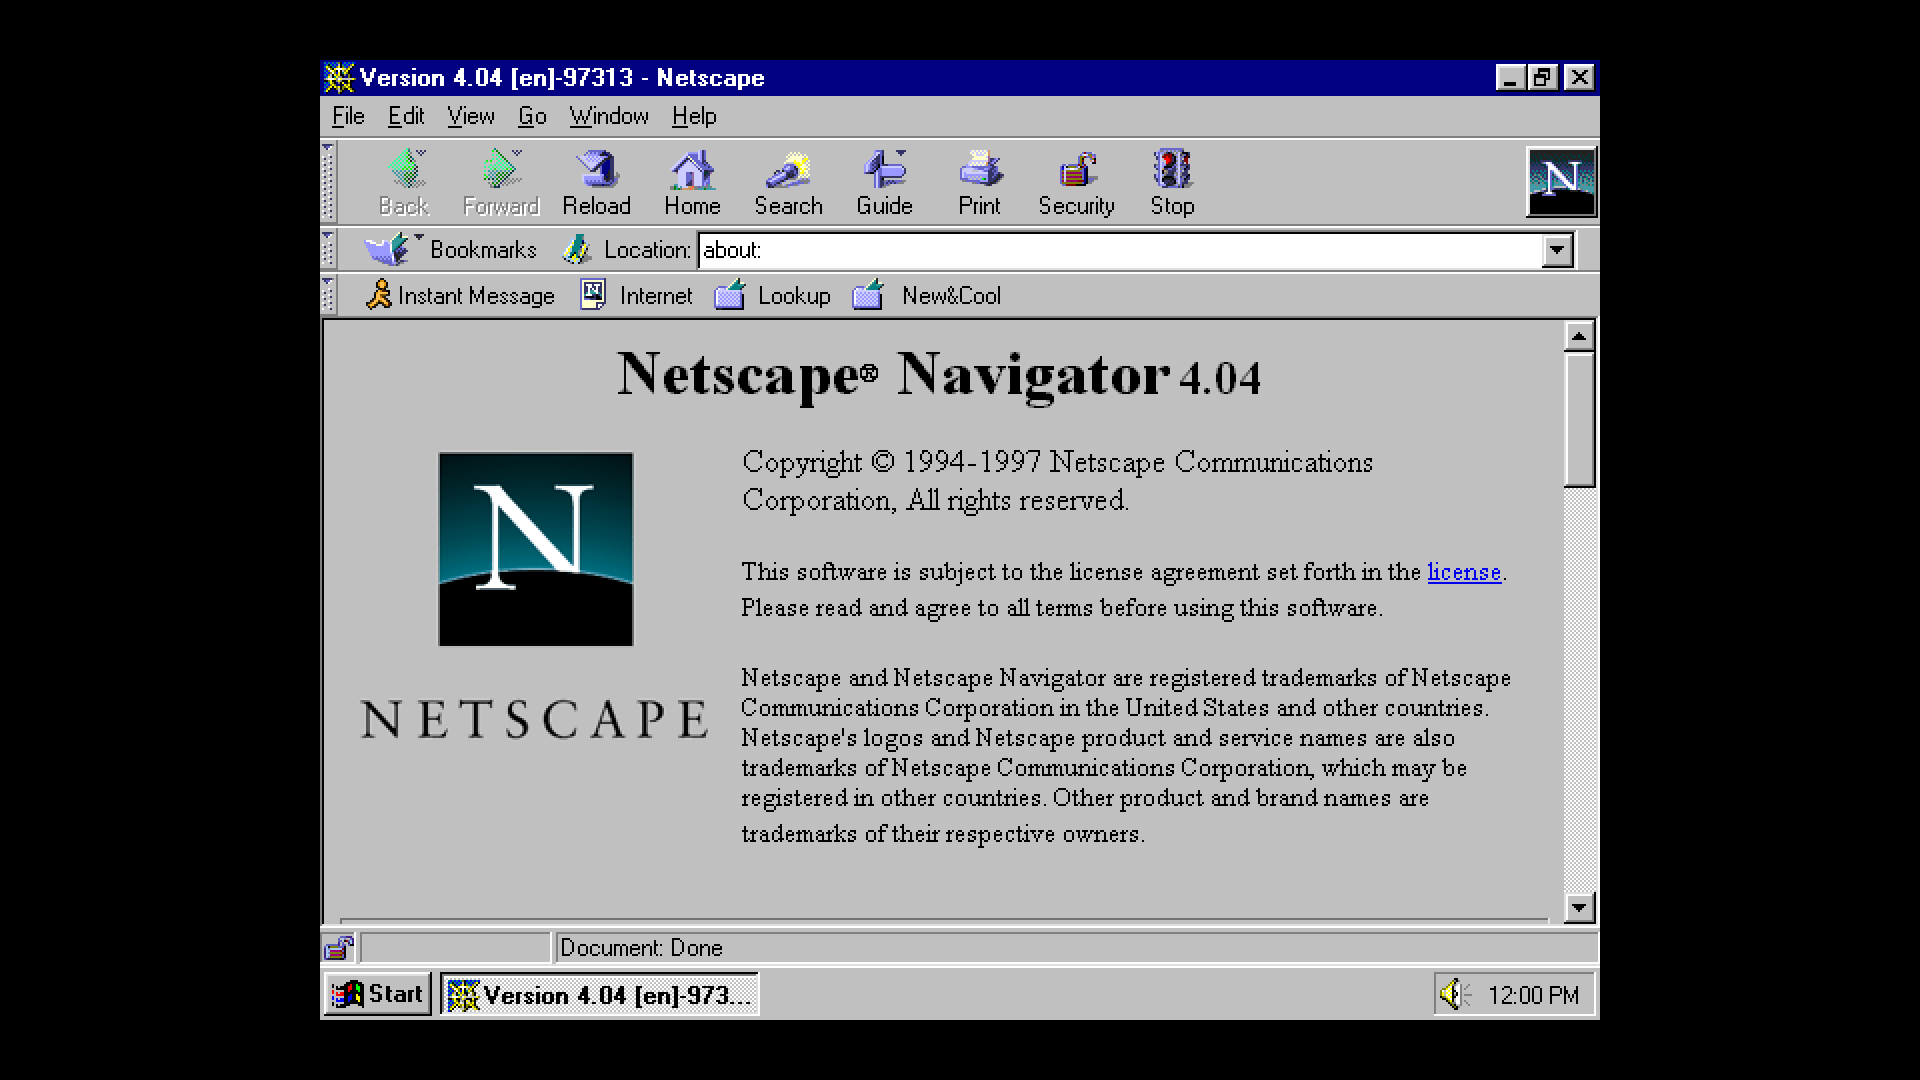 Version 4.04 [en]-97313 - Netscape
File Edit View Go Window Help
N
Back Forward Reload Home Search Guide Print Security Stop
Bookmarks Location: about:
Instant Message N Internet Lookup New&Cool
Netscape® Navigator 4.04
N
NETSCAPE
Copyright © 1994-1997 Netscape Communications
Corporation, All rights reserved.
This software is subject to the license agreement set forth in the license.
Please read and agree to all terms before using this software.
Netscape and Netscape Navigator are registered trademarks of Netscape
Communications Corporation in the United States and other countries.
Netscape's logos and Netscape product and service names are also
trademarks of Netscape Communications Corporation, which may be
registered in other countries. Other product and brand names are
trademarks of their respective owners.
Document: Done
Start Version 4.04 [en]-973... 12:00 PM